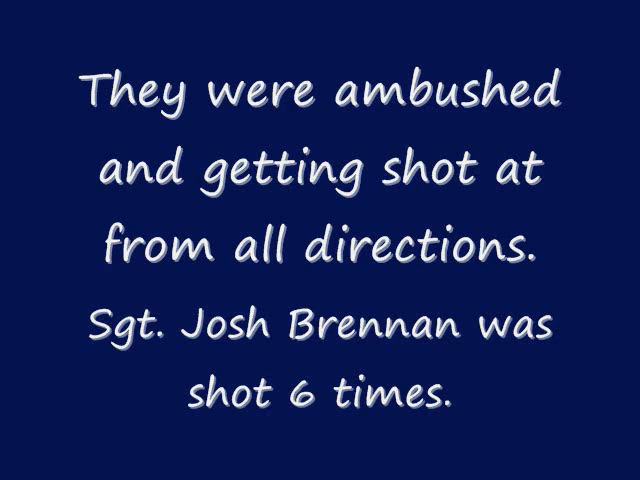 They were ambushed
and getting shot at
from all directions.
Sgt. Josh Brennan was
shot 6 times.